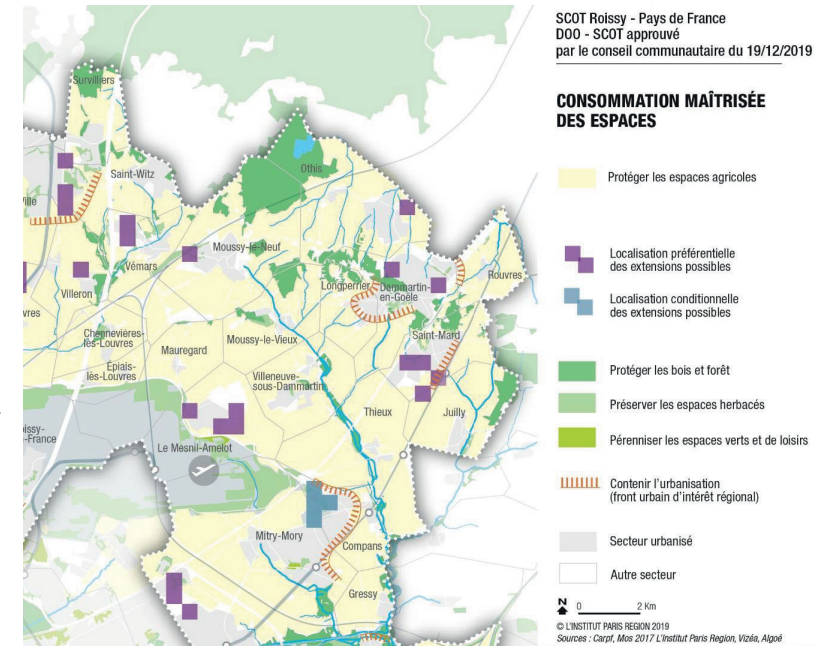 SCOT Roissy - Pays de France
DOO - SCOT approuvé
par le conseil communautaire du 19/12/2019
CONSOMMATION MAÎTRISÉE
DES ESPACES
Protéger les espaces agricoles
Localisation préférentielle
des extensions possibles
Localisation conditionnelle
des extensions possibles
Protéger les bois et forêt
Préserver les espaces herbacés
Pérenniser les espaces verts et de loisirs
Contenir l'urbanisation
(front urbain d'intérêt régional)
Secteur urbanisé
Autre secteur
N
0 2 Km
© L'INSTITUT PARIS REGION 2019
Sources : Carpf, Mos 2017 L'Institut Paris Region, Vizéa, Algoé
Survilliers
Saint-Witz
Othis
ville
Moussy-le-Neuf
Vémars
Rouvres
Villeron
Longperrier
Dammartin-
en-Goële
vres
Chennevières-
lès-Louvres
Mauregard
Moussy-le-Vieux
Saint-Mard
Épiais-
lès-Louvres
Villeneuve-
sous-Dammartin
Thieux
Juilly
oissy-
-France
Le Mesnil-Amelot
Mitry-Mory
Compans
Gressy